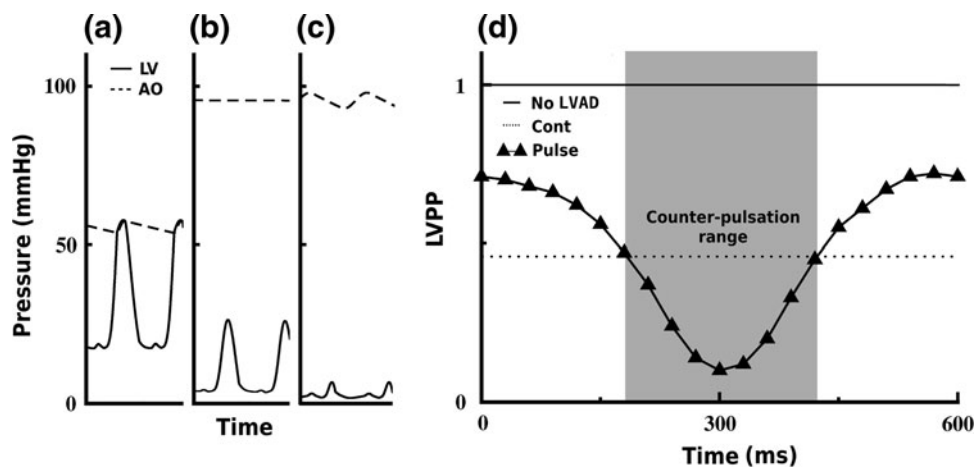 (a) (b) (c) (d)
LV
AO
100
50
0
Pressure (mmHg)
Time
1
0
LVPP
No LVAD
Cont
Pulse
Counter-pulsation
range
0 300 600
Time (ms)